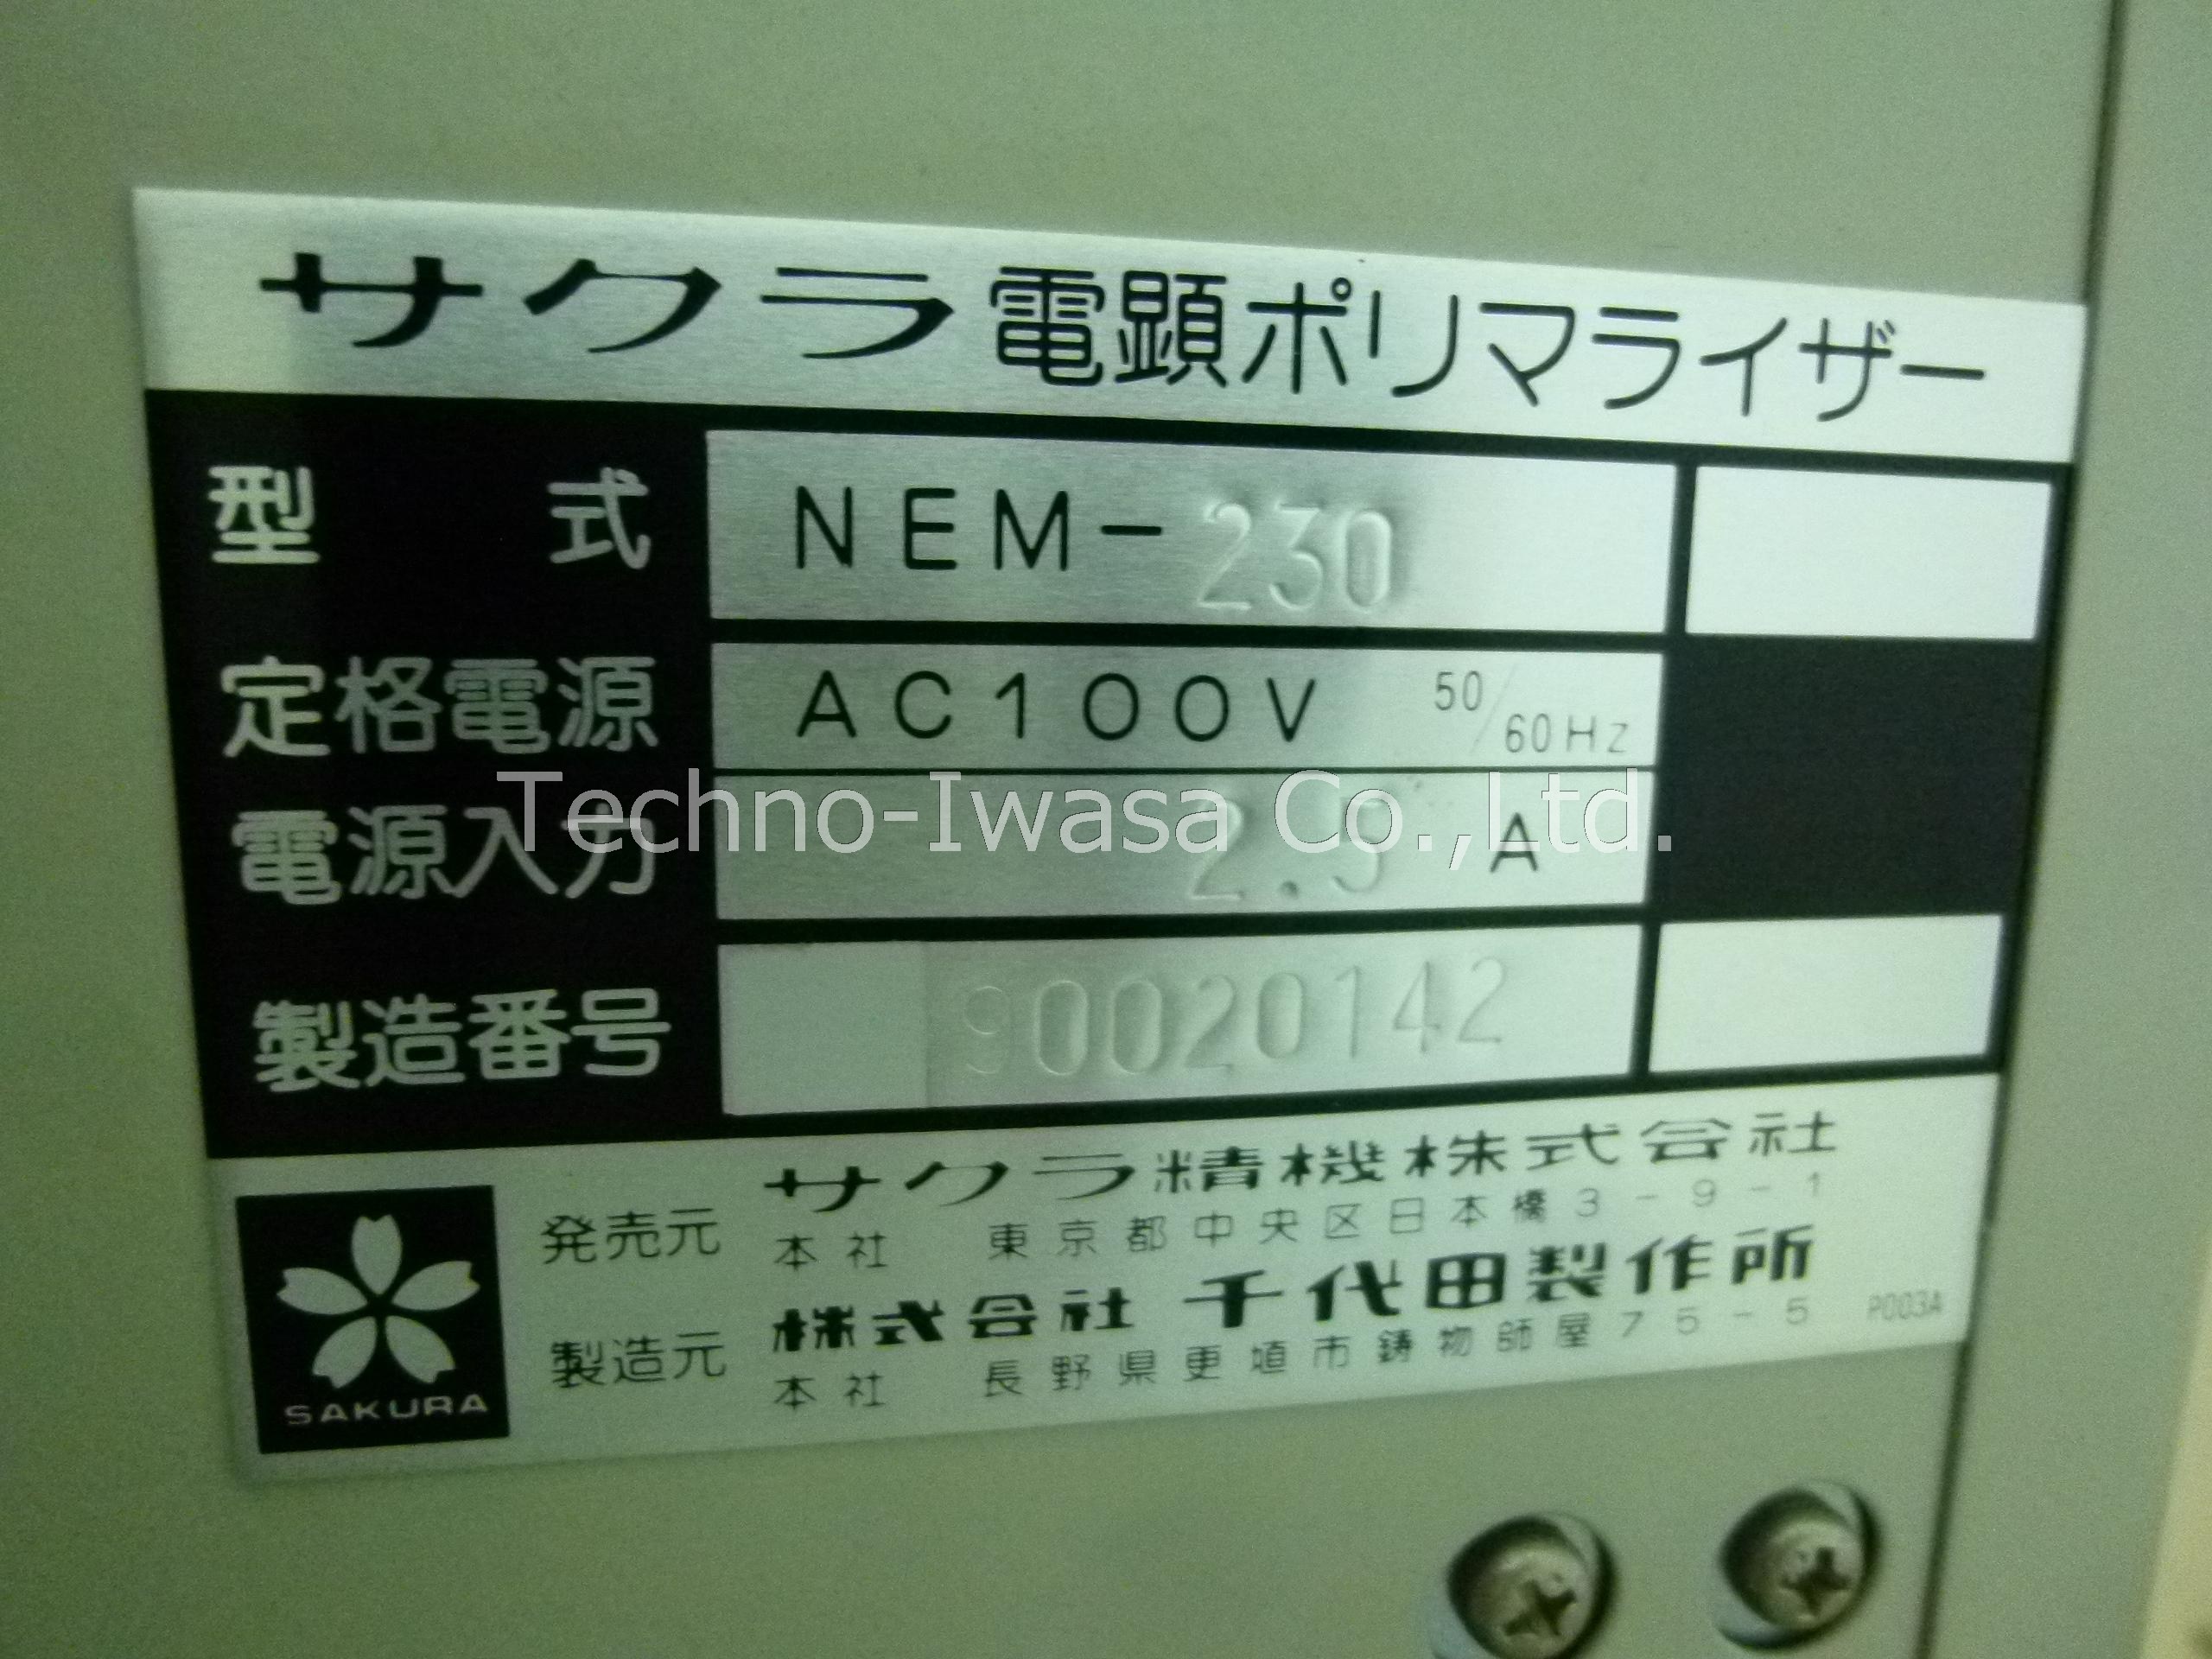 サクラ電顕ポリマライザー
型式 NEM-230
定格電源 AC100V 50/60Hz
電源入力 2.5 A
Techno-Iwasa Co.,Ltd.
製造番号 90020142
発売元 サクラ精機株式会社
本社 東京都中央区日本橋3-9-1
製造元 株式会社千代田製作所
本社 長野県更埴市鋳物師屋75-5 P003A
SAKURA